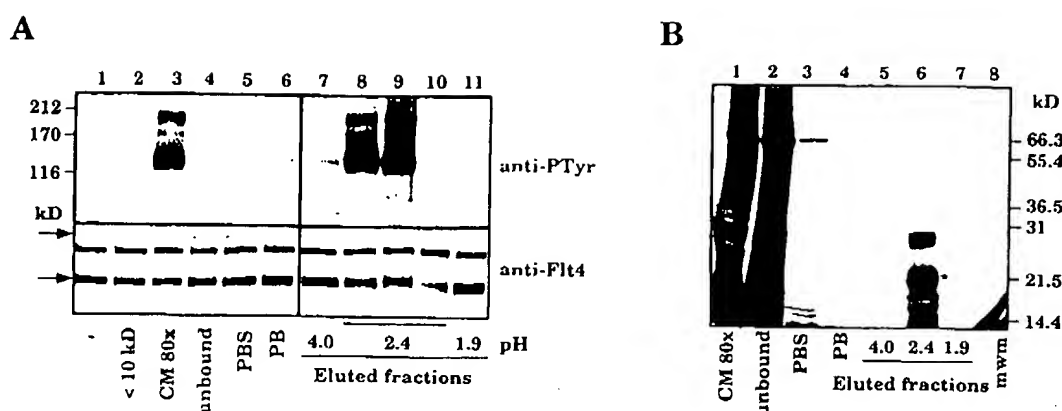 A
1 2 3 4 5 6 7 8 9 10 11
212
170
116
kD
anti-PTyr
anti-Flt4
-
< 10 kD
CM 80x
unbound
PBS
PB
4.0 2.4 1.9 pH
Eluted fractions
B
1 2 3 4 5 6 7 8
kD
66.3
55.4
36.5
31
21.5
14.4
CM 80x
unbound
PBS
PB
4.0 2.4 1.9
mwm
Eluted fractions